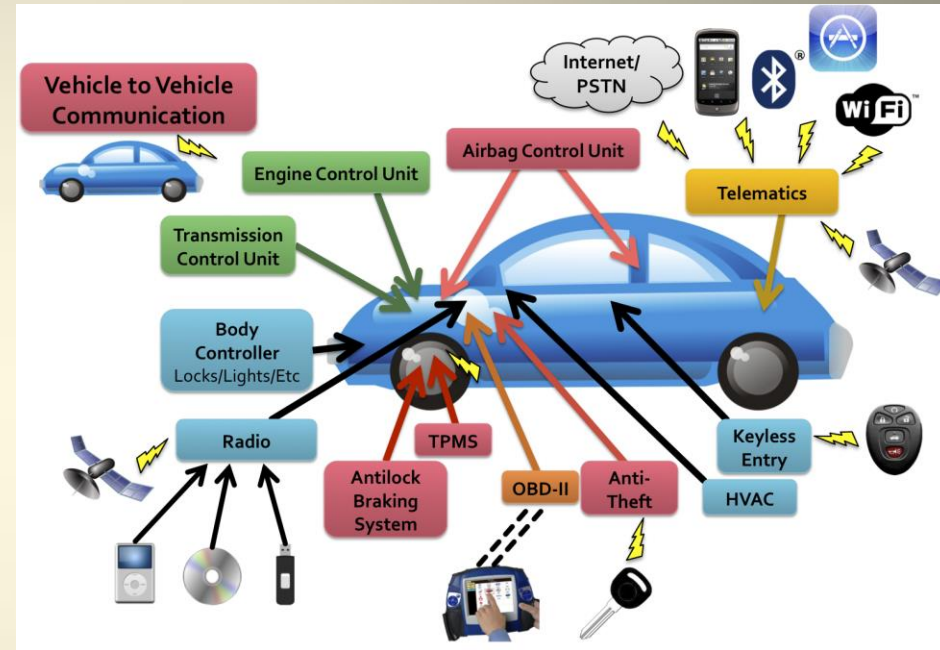 Vehicle to Vehicle
Communication
Internet/
PSTN
®
WiFi™
Engine Control Unit
Airbag Control Unit
Telematics
Transmission
Control Unit
Body
Controller
Locks/Lights/Etc
Radio
TPMS
Antilock
Braking
System
OBD-II
Anti-
Theft
Keyless
Entry
HVAC